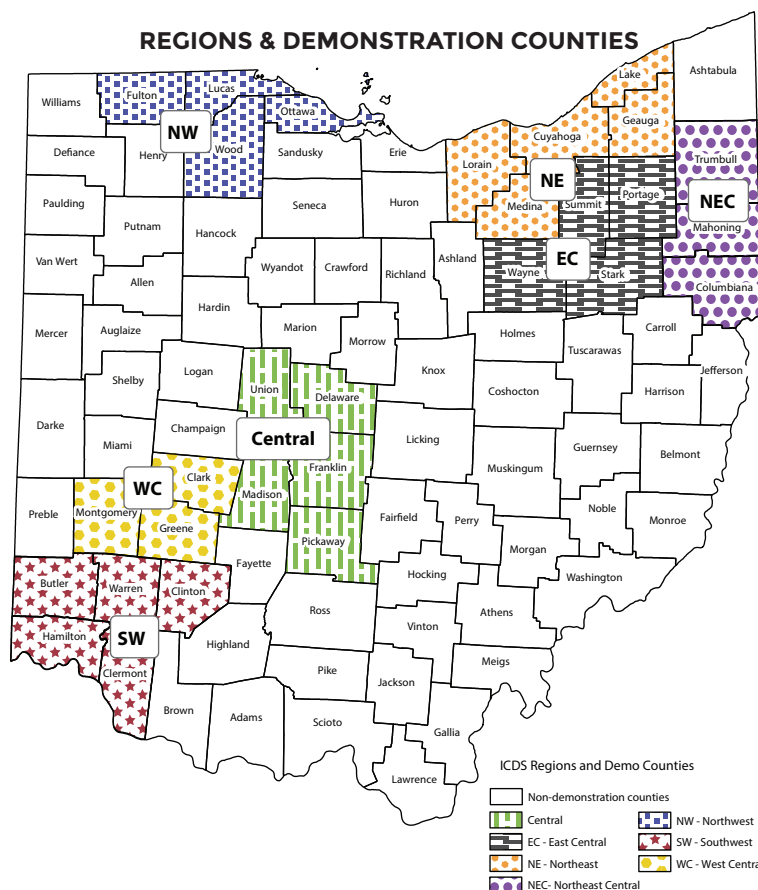 REGIONS & DEMONSTRATION COUNTIES
Williams
Fulton
Lucas
Ottawa
Lake
Ashtabula
Geauga
Cuyahoga
NW
Defiance
Henry
Wood
Sandusky
Erie
Lorain
Trumbull
NE
Paulding
Seneca
Huron
Medina
Summit
Portage
NEC
Putnam
Hancock
Mahoning
Van Wert
Wyandot
Crawford
Richland
Ashland
EC
Wayne
Stark
Allen
Columbiana
Hardin
Mercer
Auglaize
Marion
Morrow
Holmes
Carroll
Tuscarawas
Logan
Knox
Jefferson
Shelby
Union
Delaware
Coshocton
Harrison
Darke
Champaign
Central
Licking
Miami
Guernsey
Belmont
Clark
Franklin
Muskingum
WC
Madison
Preble
Montgomery
Greene
Fairfield
Perry
Noble
Monroe
Pickaway
Morgan
Fayette
Hocking
Washington
Butler
Warren
Clinton
Ross
Athens
Hamilton
SW
Highland
Vinton
Clermont
Pike
Meigs
Jackson
Brown
Adams
Scioto
Gallia
Lawrence
ICDS Regions and Demo Counties
Non-demonstration counties
Central
NW - Northwest
EC - East Central
SW - Southwest
NE - Northeast
WC - West Central
NEC- Northeast Central